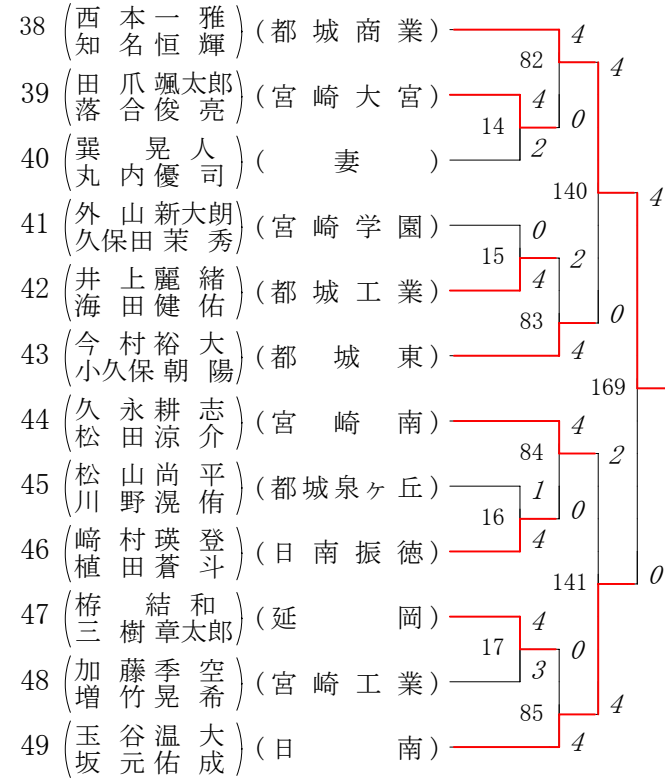 38 (西本一雅 知名恒輝) (都城商業) 4
82 4
39 (田爪颯太郎 落合俊亮) (宮崎大宮) 4 0
14
40 (巽晃人 丸内優司) (妻) 2
140 4
41 (外山新大朗 久保田茉秀) (宮崎学園) 0
15 2
42 (井上麗緒 海田健佑) (都城工業) 4
83 0
43 (今村裕大 小久保朝陽) (都城東) 4
169
44 (久永耕志 松田涼介) (宮崎南) 4
84 2
45 (松山尚平 川野滉侑) (都城泉ヶ丘) 1
16 0
46 (﨑村瑛登 植田蒼斗) (日南振徳) 4
141 0
47 (栫結和 三樹章太郎) (延岡) 4
17 0
48 (加藤季空 増竹晃希) (宮崎工業) 3
85 4
49 (玉谷温大 坂元佑成) (日南) 4